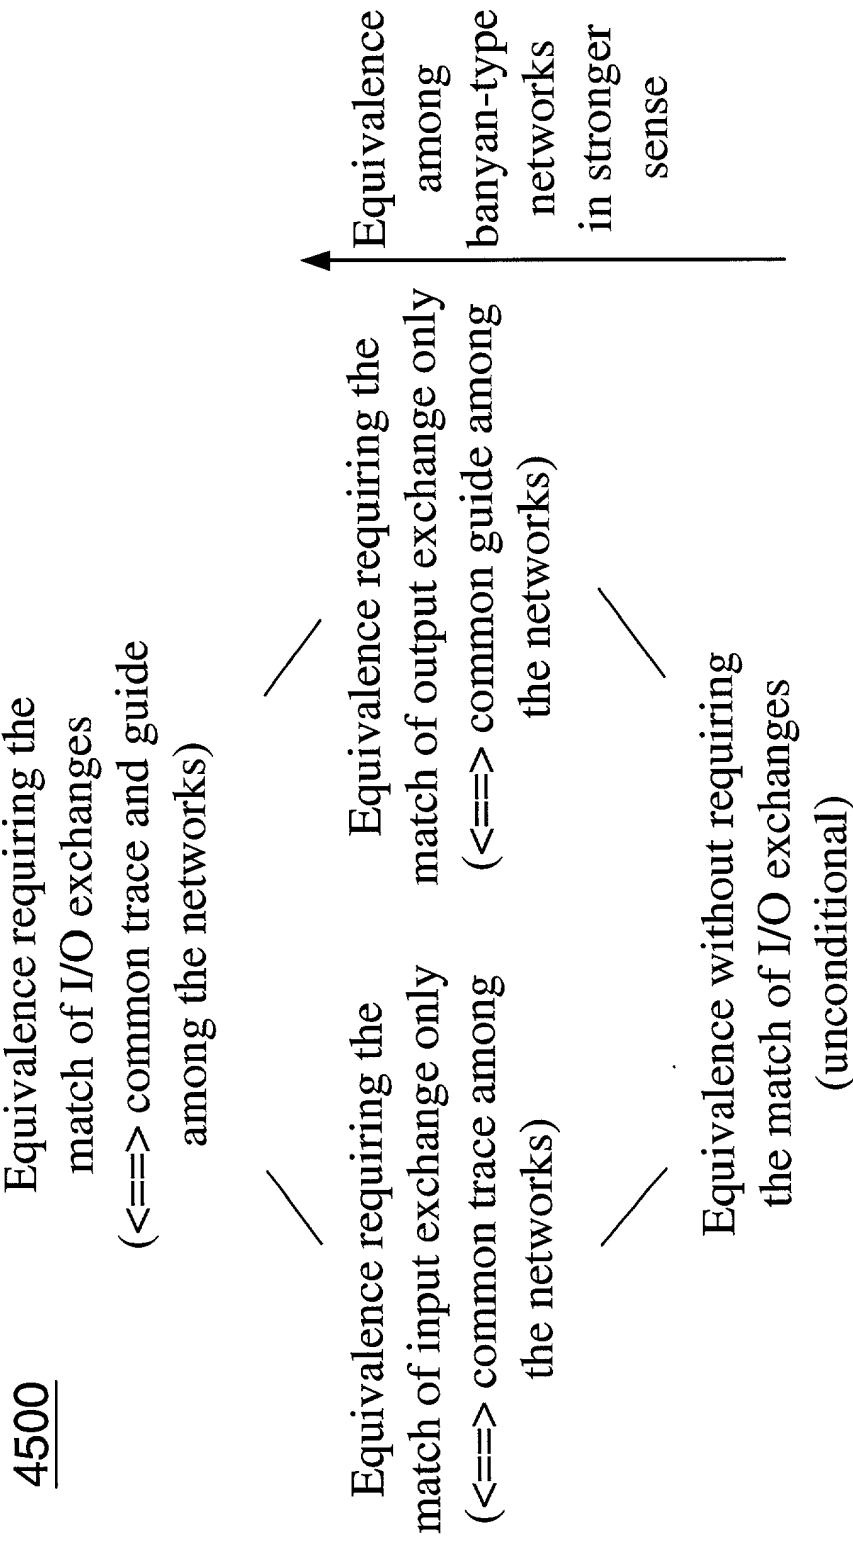 4500
Equivalence requiring the
match of I/O exchanges
(<==> common trace and guide
among the networks)
Equivalence requiring the
match of input exchange only
(<==> common trace among
the networks)
Equivalence requiring the
match of output exchange only
(<==> common guide among
the networks)
Equivalence
among
banyan-type
networks
in stronger
sense
Equivalence without requiring
the match of I/O exchanges
(unconditional)